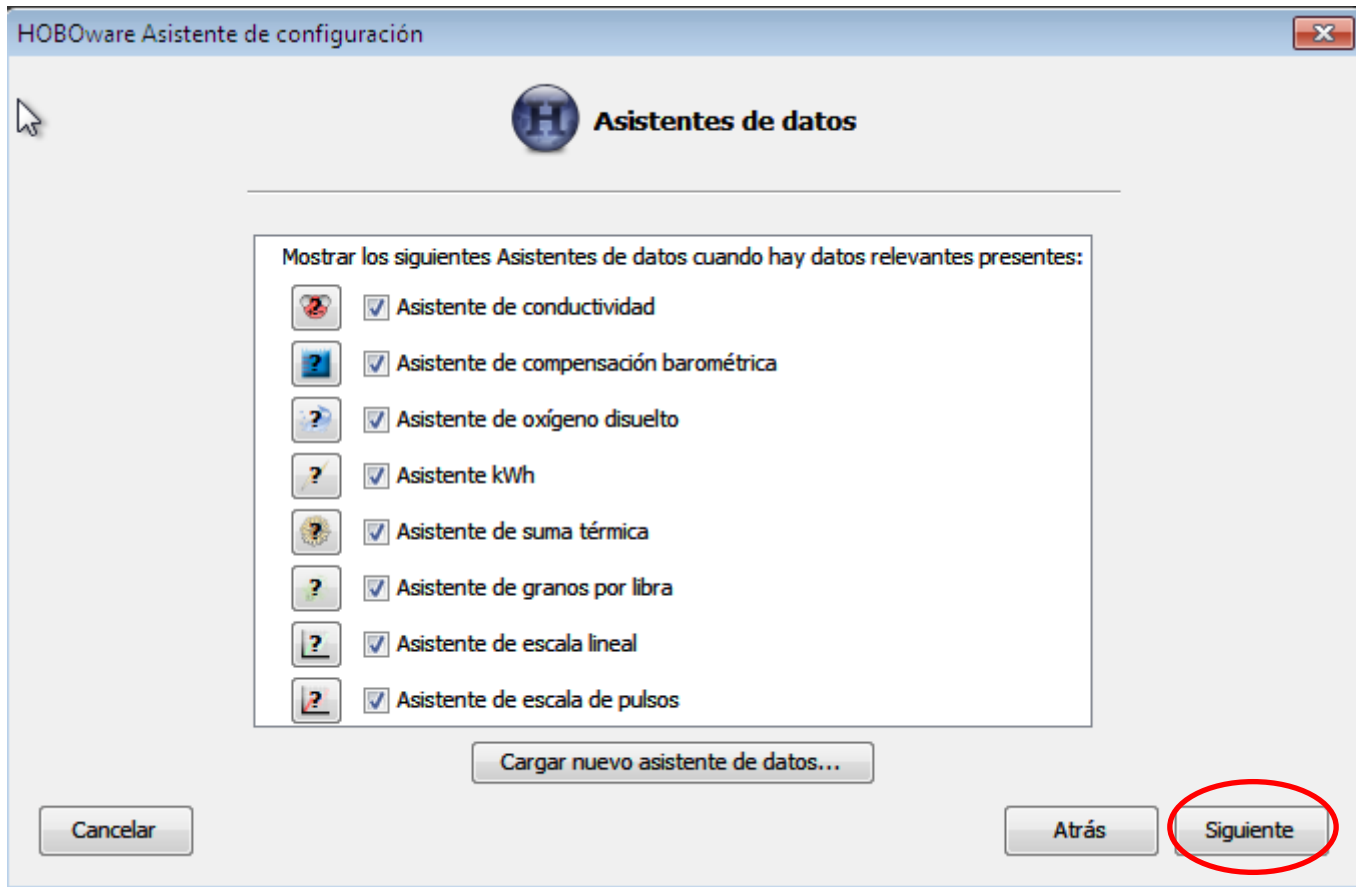 HOBOware Asistente de configuración
H
Asistentes de datos
Mostrar los siguientes Asistentes de datos cuando hay datos relevantes presentes:
? Asistente de conductividad
? Asistente de compensación barométrica
? Asistente de oxígeno disuelto
? Asistente kWh
? Asistente de suma térmica
? Asistente de granos por libra
? Asistente de escala lineal
? Asistente de escala de pulsos
Cargar nuevo asistente de datos...
Cancelar Atrás Siguiente